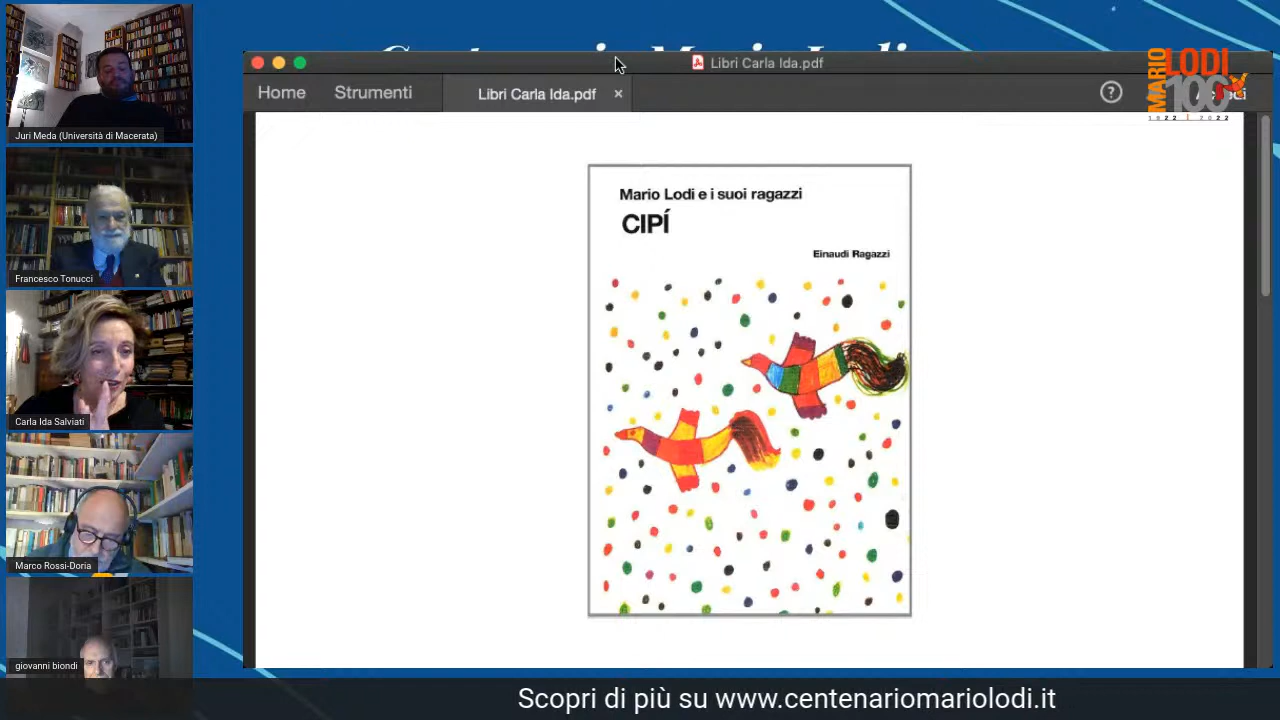 Juri Meda (Università di Macerata)
Francesco Tonucci
Carla Ida Salviati
Marco Rossi-Doria
giovanni biondi
Libri Carla Ida.pdf
Home
Strumenti
Libri Carla Ida.pdf
MARIO
LODI
100
1922 | 2022
Mario Lodi e i suoi ragazzi
CIPÍ
Einaudi Ragazzi
Scopri di più su www.centenariomariolodi.it